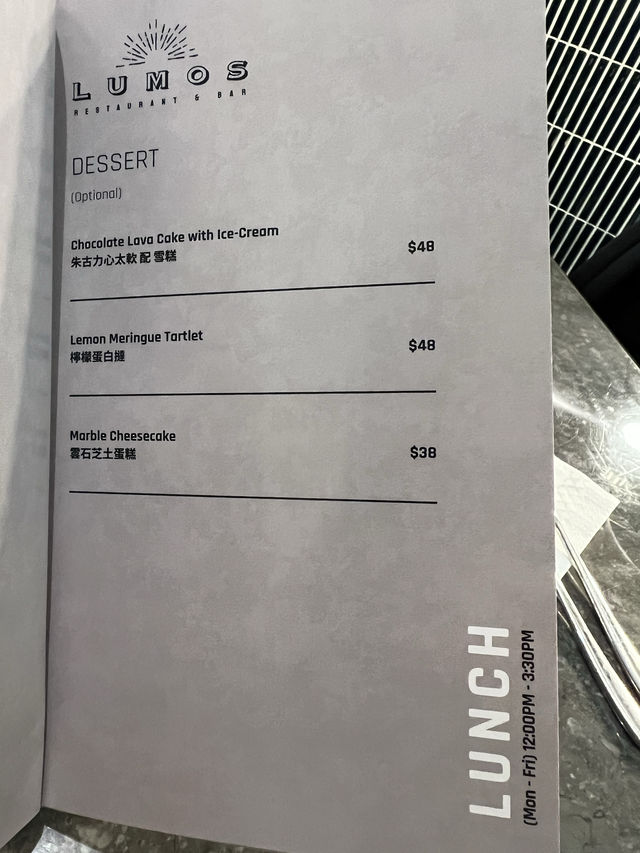 LUMOS
RESTAURANT & BAR
DESSERT
(Optional)
Chocolate Lava Cake with Ice-Cream
朱古力心太軟 配 雪糕
$48
Lemon Meringue Tartlet
檸檬蛋白撻
$48
Marble Cheesecake
雲石芝士蛋糕
$38
LUNCH
(Mon - Fri) 12:00PM - 3:30PM